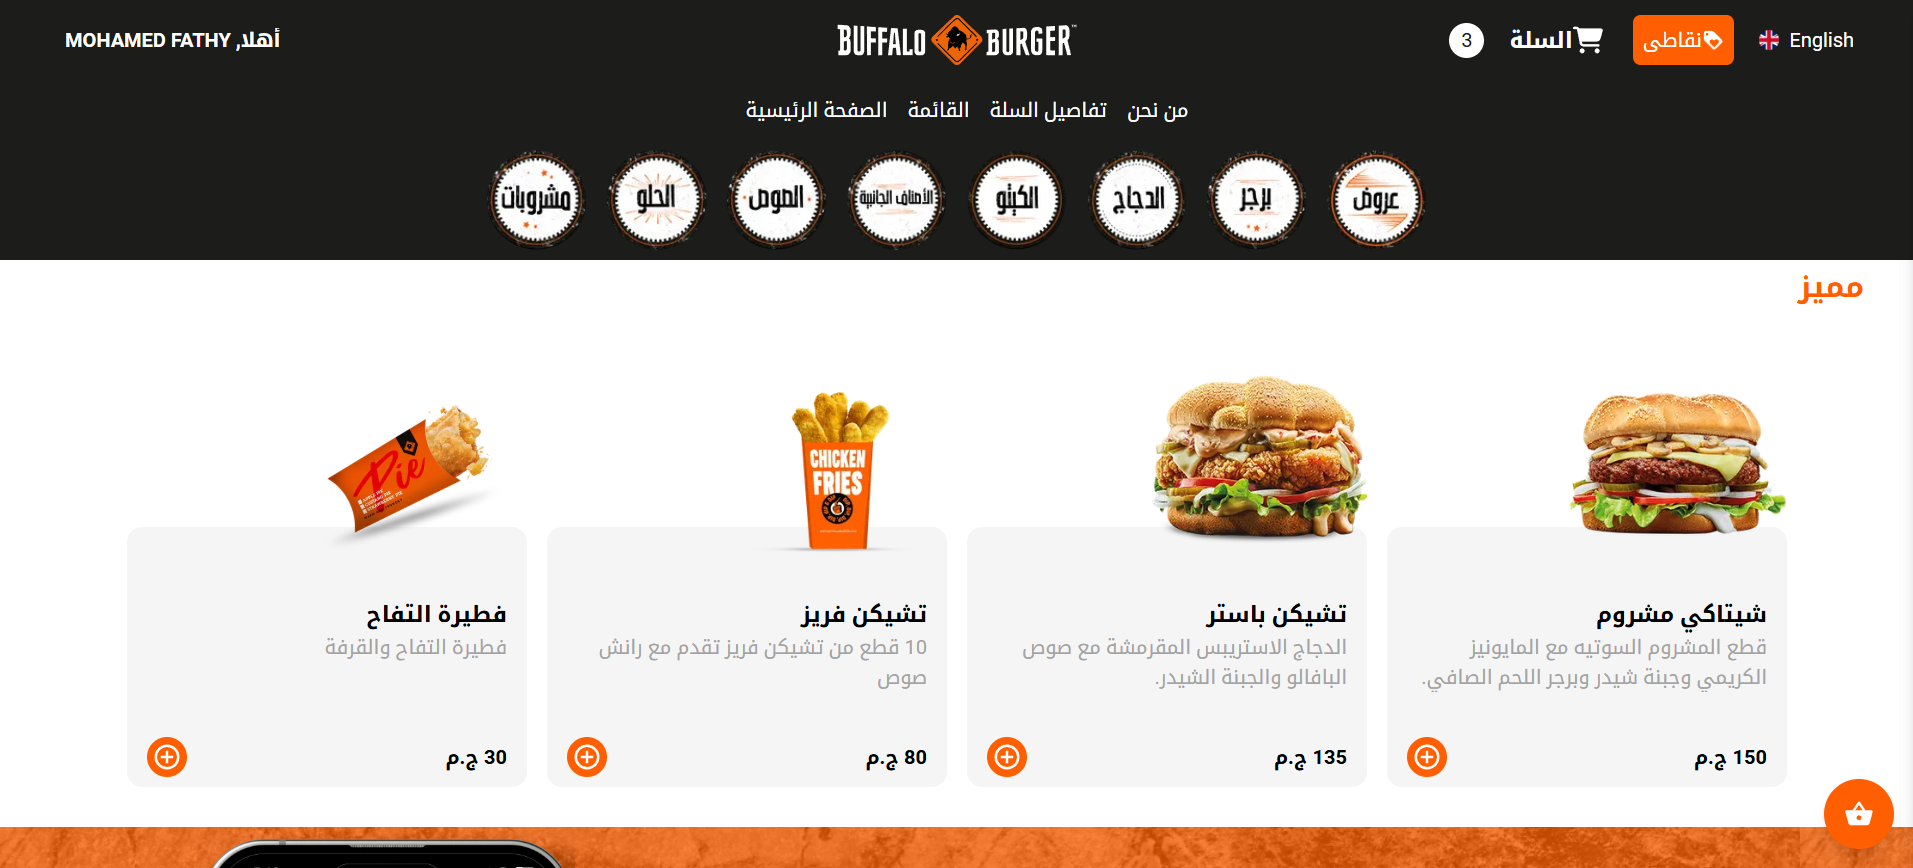 English
نقاطى
السلة
3
BUFFALO BURGER™
أهلا, MOHAMED FATHY
من نحن
تفاصيل السلة
القائمة
الصفحة الرئيسية
عروض
برجر
الدجاج
الكيتو
الأصناف الجانبية
الصوص
الحلو
مشروبات
مميز
شيتاكي مشروم
قطع المشروم السوتيه مع المايونيز
الكريمي وجبنة شيدر وبرجر اللحم الصافي.
150 ج.م
تشيكن باستر
الدجاج الاستريبس المقرمشة مع صوص
البافالو والجبنة الشيدر.
135 ج.م
CHICKEN
FRIES
تشيكن فريز
10 قطع من تشيكن فريز تقدم مع رانش
صوص
80 ج.م
Pie
فطيرة التفاح
فطيرة التفاح والقرفة
30 ج.م